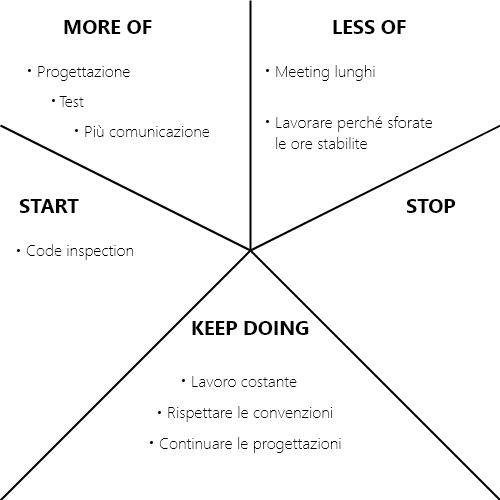 MORE OF
• Progettazione
• Test
• Più comunicazione
LESS OF
• Meeting lunghi
• Lavorare perché sforate
le ore stabilite
START
• Code inspection
STOP
KEEP DOING
• Lavoro costante
• Rispettare le convenzioni
• Continuare le progettazioni